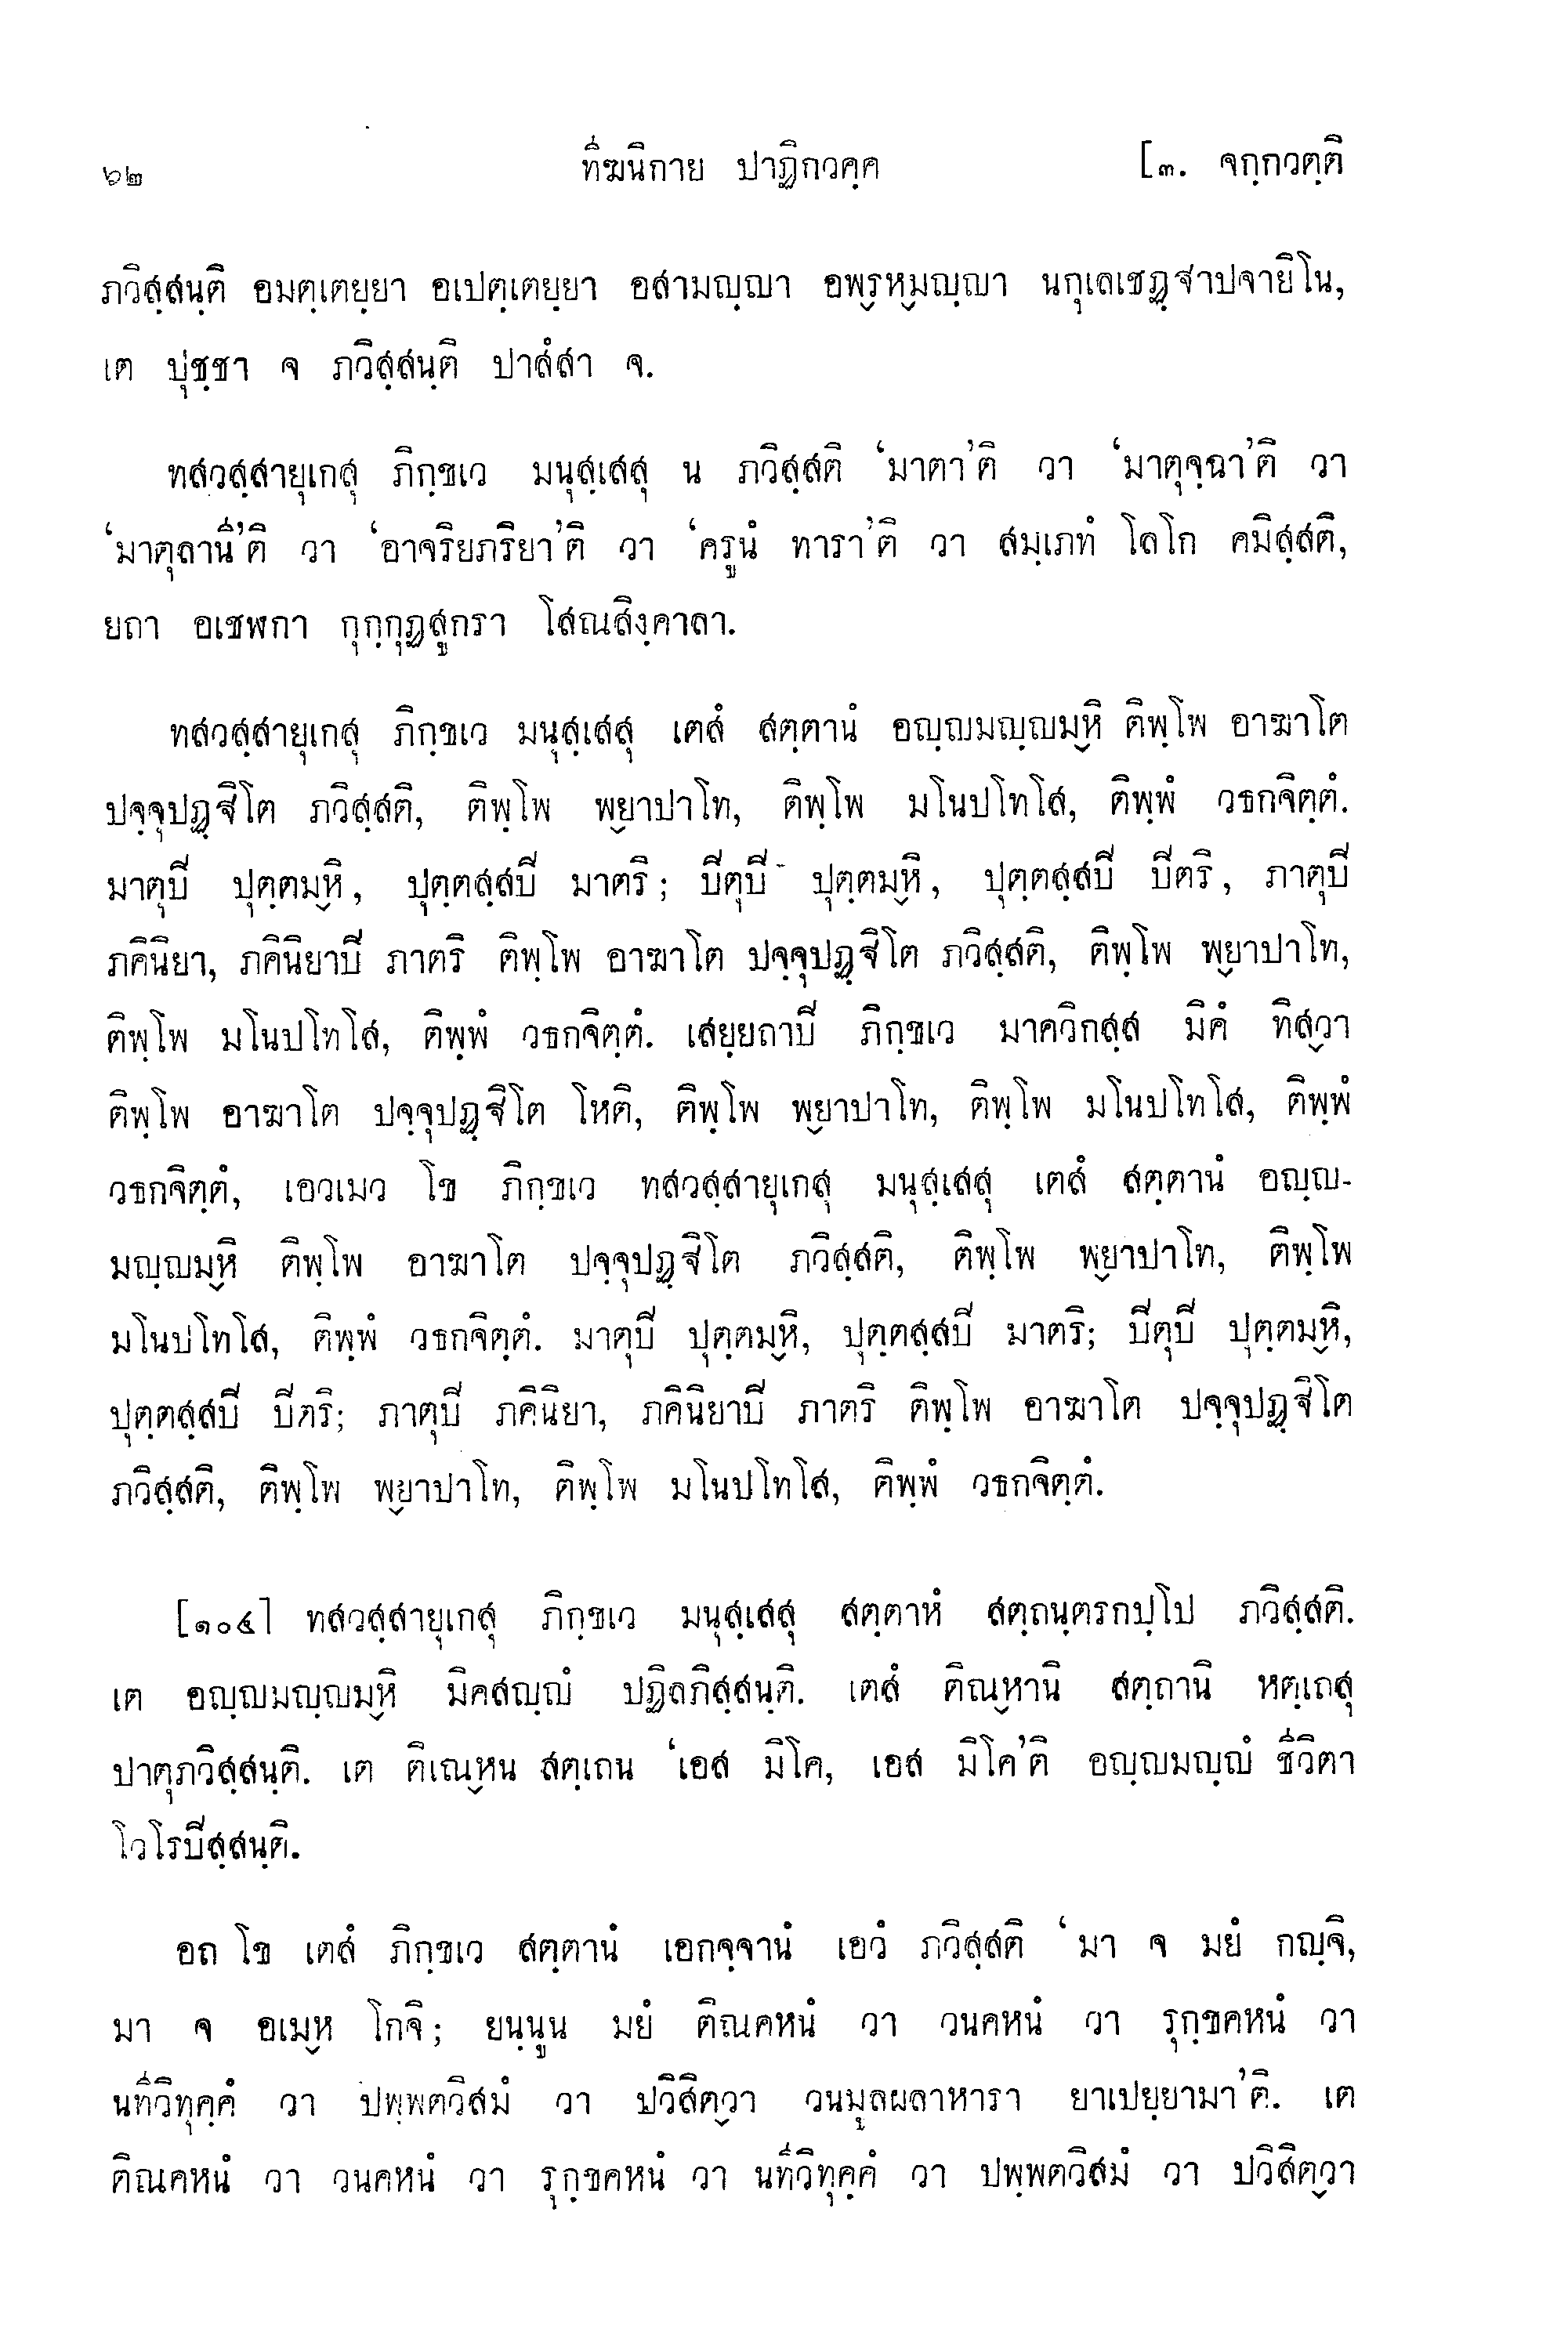 ๖๒ ทีฆนิกาย ปาฏิกวคฺค [๓. จกฺกวตฺติ
ภวิสฺสนฺติ อมตฺเตยฺยา อเปตฺเตยฺยา อสามญฺญา อพฺรหฺมญฺญา นกุเลเชฏฺฐาปจายิโน,
เต ปุชฺชา จ ภวิสฺสนฺติ ปาสํสา จ.
ทสวสฺสายุเกสุ ภิกฺขเว มนุสฺเสสุ น ภวิสฺสติ ‘มาตา’ติ วา ‘มาตุจฺฉา’ติ วา
‘มาตุลานี’ติ วา ‘อาจริยภริยา’ติ วา ‘ครูนํ ทารา’ติ วา สมฺเภทํ โลโก คมิสฺสติ,
ยถา อเชฬกา กุกฺกุฏสูกรา โสณสิงฺคาลา.
ทสวสฺสายุเกสุ ภิกฺขเว มนุสฺเสสุ เตสํ สตฺตานํ อญฺญมญฺญมฺหิ ติพฺโพ อาฆาโต
ปจฺจุปฏฺฐิโต ภวิสฺสติ, ติพฺโพ พฺยาปาโท, ติพฺโพ มโนปโทโส, ติพฺพํ วธกจิตฺตํ.
มาตุปิ ปุตฺตมฺหิ, ปุตฺตสฺสปิ มาตริ; ปิตุปิ ปุตฺตมฺหิ, ปุตฺตสฺสปิ ปิตริ, ภาตุปิ
ภคินิยา, ภคินิยาปิ ภาตริ ติพฺโพ อาฆาโต ปจฺจุปฏฺฐิโต ภวิสฺสติ, ติพฺโพ พฺยาปาโท,
ติพฺโพ มโนปโทโส, ติพฺพํ วธกจิตฺตํ. เสยฺยถาปิ ภิกฺขเว มาควิกสฺส มิคํ ทิสฺวา
ติพฺโพ อาฆาโต ปจฺจุปฏฺฐิโต โหติ, ติพฺโพ พฺยาปาโท, ติพฺโพ มโนปโทโส, ติพฺพํ
วธกจิตฺตํ, เอวเมว โข ภิกฺขเว ทสวสฺสายุเกสุ มนุสฺเสสุ เตสํ สตฺตานํ อญฺญ-
มญฺญมฺหิ ติพฺโพ อาฆาโต ปจฺจุปฏฺฐิโต ภวิสฺสติ, ติพฺโพ พฺยาปาโท, ติพฺโพ
มโนปโทโส, ติพฺพํ วธกจิตฺตํ. มาตุปิ ปุตฺตมฺหิ, ปุตฺตสฺสปิ มาตริ; ปิตุปิ ปุตฺตมฺหิ,
ปุตฺตสฺสปิ ปิตริ; ภาตุปิ ภคินิยา, ภคินิยาปิ ภาตริ ติพฺโพ อาฆาโต ปจฺจุปฏฺฐิโต
ภวิสฺสติ, ติพฺโพ พฺยาปาโท, ติพฺโพ มโนปโทโส, ติพฺพํ วธกจิตฺตํ.
[๑๐๔] ทสวสฺสายุเกสุ ภิกฺขเว มนุสฺเสสุ สตฺตาหํ สตฺถนฺตรกปฺโป ภวิสฺสติ.
เต อญฺญมญฺญมฺหิ มิคสญฺญํ ปฏิลภิสฺสนฺติ. เตสํ ติณฺหานิ สตฺถานิ หตฺเถสุ
ปาตุภวิสฺสนฺติ. เต ติเณฺหน สตฺเถน ‘เอส มิโค, เอส มิโค’ติ อญฺญมญฺญํ ชีวิตา
โวโรปิสฺสนฺติ.
อถ โข เตสํ ภิกฺขเว สตฺตานํ เอกจฺจานํ เอวํ ภวิสฺสติ ‘มา จ มยํ กญฺจิ,
มา จ อเมฺห โกจิ; ยนฺนูน มยํ ติณคหนํ วา วนคหนํ วา รุกฺขคหนํ วา
นทีวิทุคฺคํ วา ปพฺพตวิสมํ วา ปวิสิตฺวา วนมูลผลาหารา ยาเปยฺยามา’ติ. เต
ติณคหนํ วา วนคหนํ วา รุกฺขคหนํ วา นทีวิทุคฺคํ วา ปพฺพตวิสมํ วา ปวิสิตฺวา